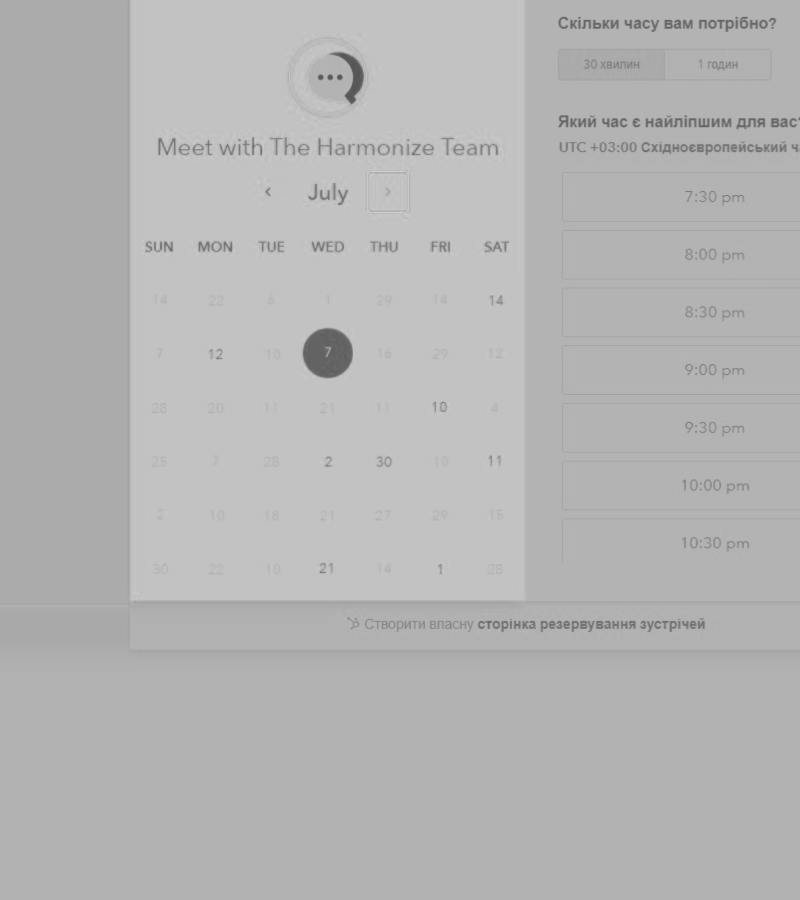 Meet with The Harmonize Team
July
SUN MON TUE WED THU FRI SAT
14 22 6 1 29 14 14
7 12 10 7 16 29 12
28 20 11 21 11 10 4
25 7 28 2 30 10 11
2 10 18 21 27 29 15
30 22 10 21 14 1 28
Скільки часу вам потрібно?
30 хвилин 1 годин
Який час є найліпшим для вас?
UTC +03:00 Східноєвропейський
7:30 pm
8:00 pm
8:30 pm
9:00 pm
9:30 pm
10:00 pm
10:30 pm
Створити власну сторінка резервування зустрічей